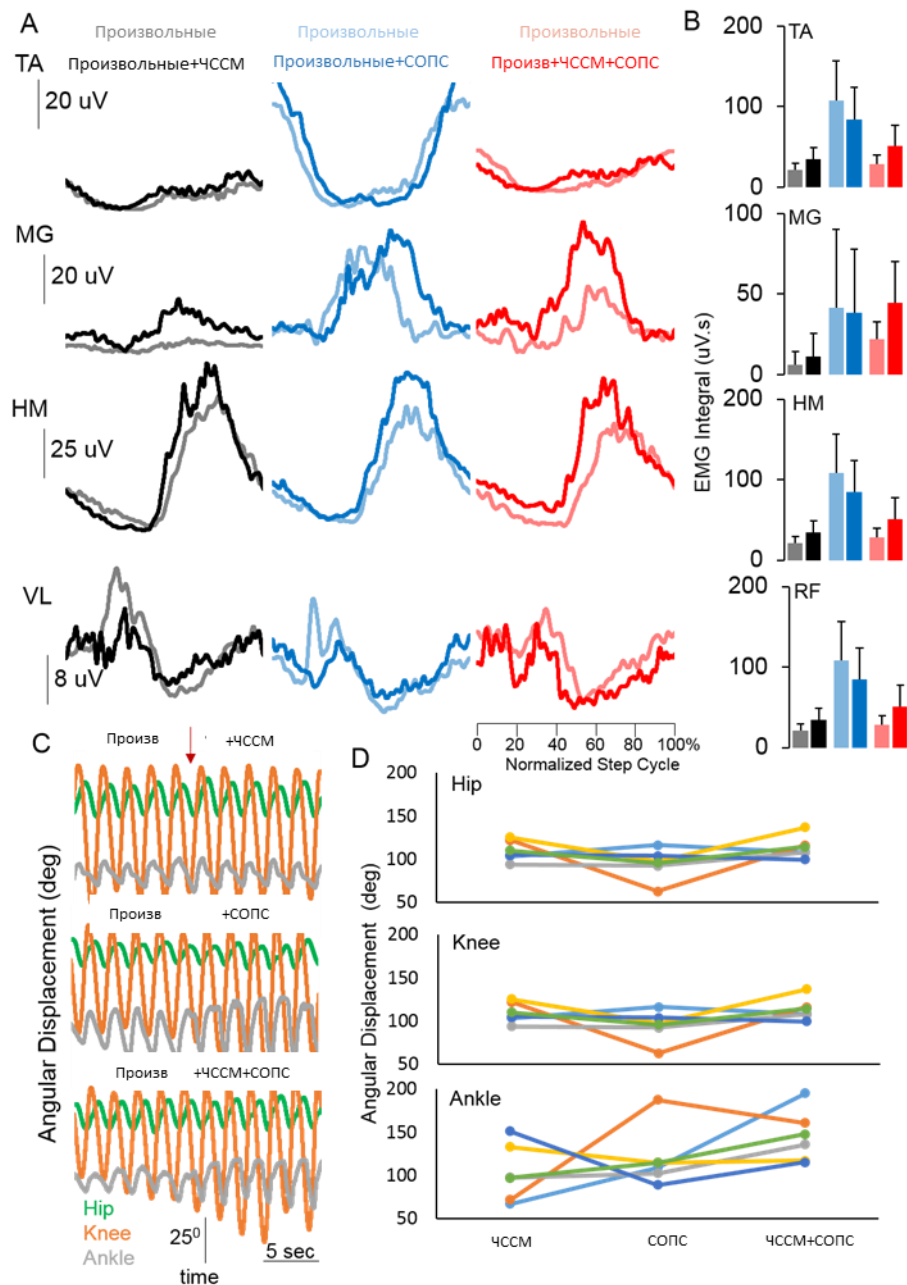 A
Произвольные
Произвольные
Произвольные
Произвольные+ЧССМ
Произвольные+СОПС
Произв+ЧССМ+СОПС
TA
20 uV
MG
20 uV
HM
25 uV
VL
8 uV
0 20 40 60 80 100%
Normalized Step Cycle
B
EMG Integral (uV.s)
TA
200
100
0
MG
100
50
0
HM
200
100
0
RF
200
100
0
C
Angular Displacement (deg)
Произв +ЧССМ
Произв +СОПС
Произв +ЧССМ+СОПС
Hip
Knee
Ankle
25⁰
time
5 sec
D
Angular Displacement (deg)
Hip
200
150
100
50
Knee
200
150
100
50
Ankle
200
150
100
50
ЧССМ СОПС ЧССМ+СОПС